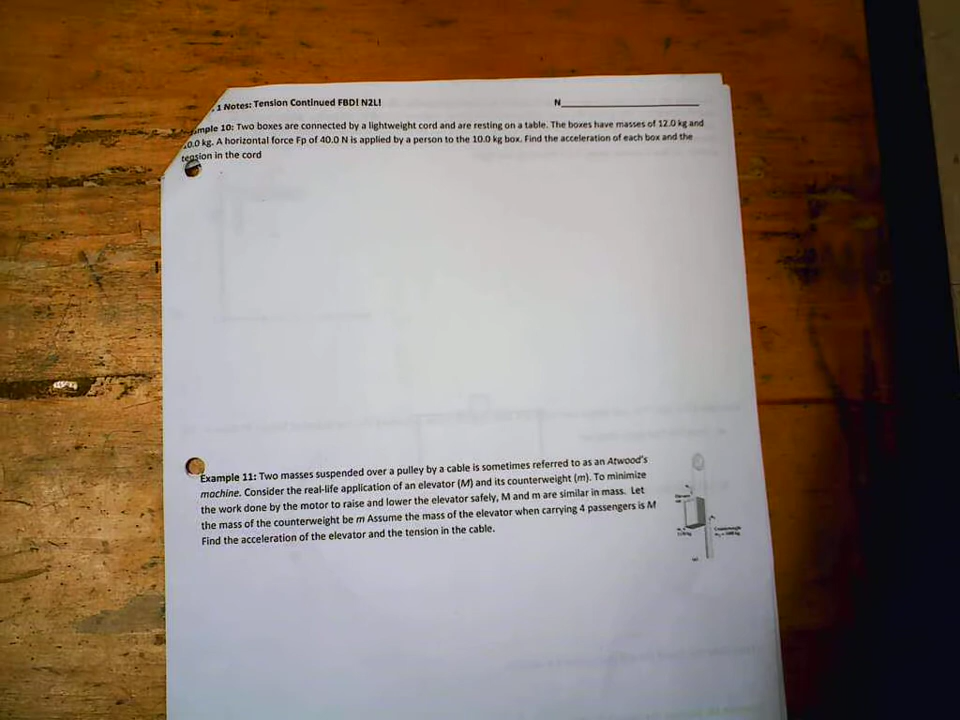 1 Notes: Tension Continued FBD! N2L!
N
mple 10: Two boxes are connected by a lightweight cord and are resting on a table. The boxes have masses of 12.0 kg and
0.0 kg. A horizontal force Fp of 40.0 N is applied by a person to the 10.0 kg box. Find the acceleration of each box and the
tension in the cord
Example 11: Two masses suspended over a pulley by a cable is sometimes referred to as an Atwood's
machine. Consider the real-life application of an elevator (M) and its counterweight (m). To minimize
the work done by the motor to raise and lower the elevator safely, M and m are similar in mass. Let
the mass of the counterweight be m Assume the mass of the elevator when carrying 4 passengers is M
Find the acceleration of the elevator and the tension in the cable.